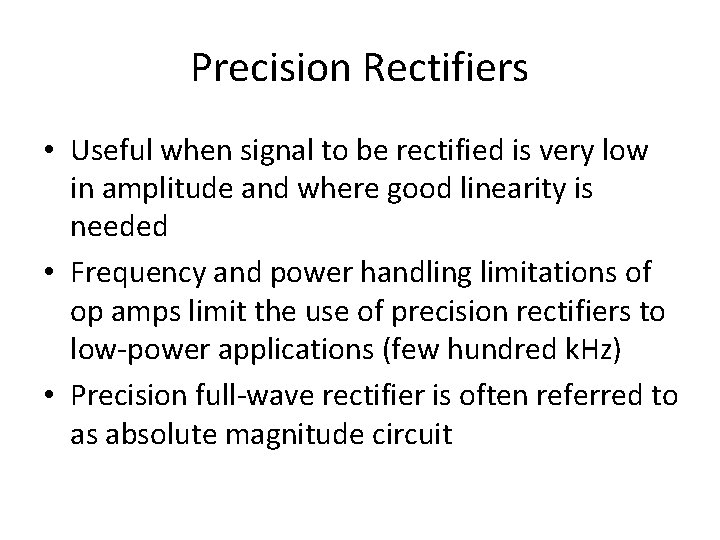 Precision Rectifiers
• Useful when signal to be rectified is very low
in amplitude and where good linearity is
needed
• Frequency and power handling limitations of
op amps limit the use of precision rectifiers to
low-power applications (few hundred k.Hz)
• Precision full-wave rectifier is often referred to
as absolute magnitude circuit